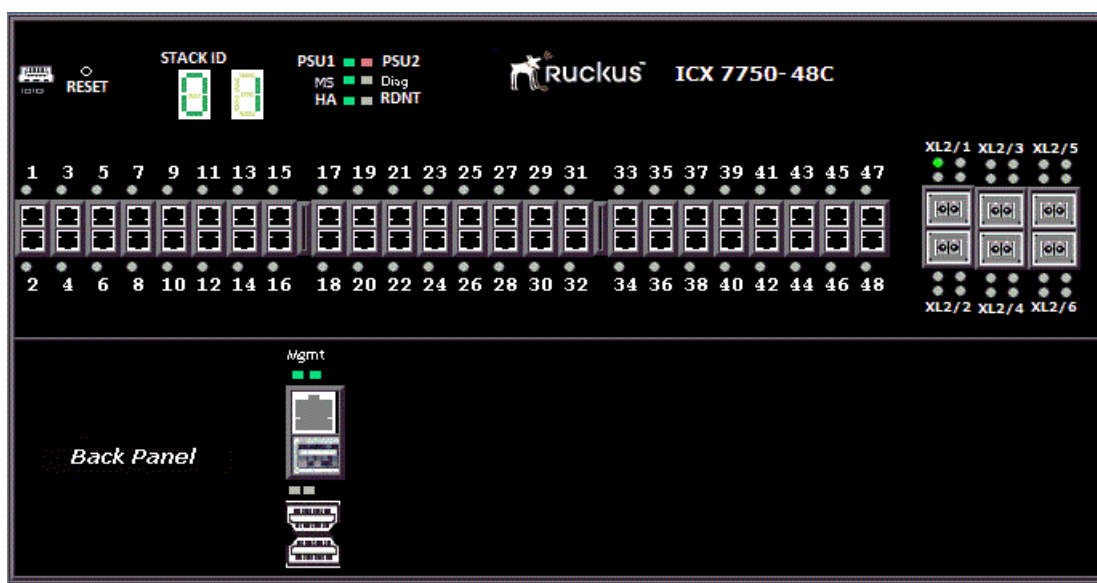 STACK ID
PSU1 PSU2
RESET
MS Diag
HA RDNT
Ruckus ICX 7750-48C
XL2/1 XL2/3 XL2/5
1 3 5 7 9 11 13 15 17 19 21 23 25 27 29 31 33 35 37 39 41 43 45 47
2 4 6 8 10 12 14 16 18 20 22 24 26 28 30 32 34 36 38 40 42 44 46 48
XL2/2 XL2/4 XL2/6
Mgmt
Back Panel